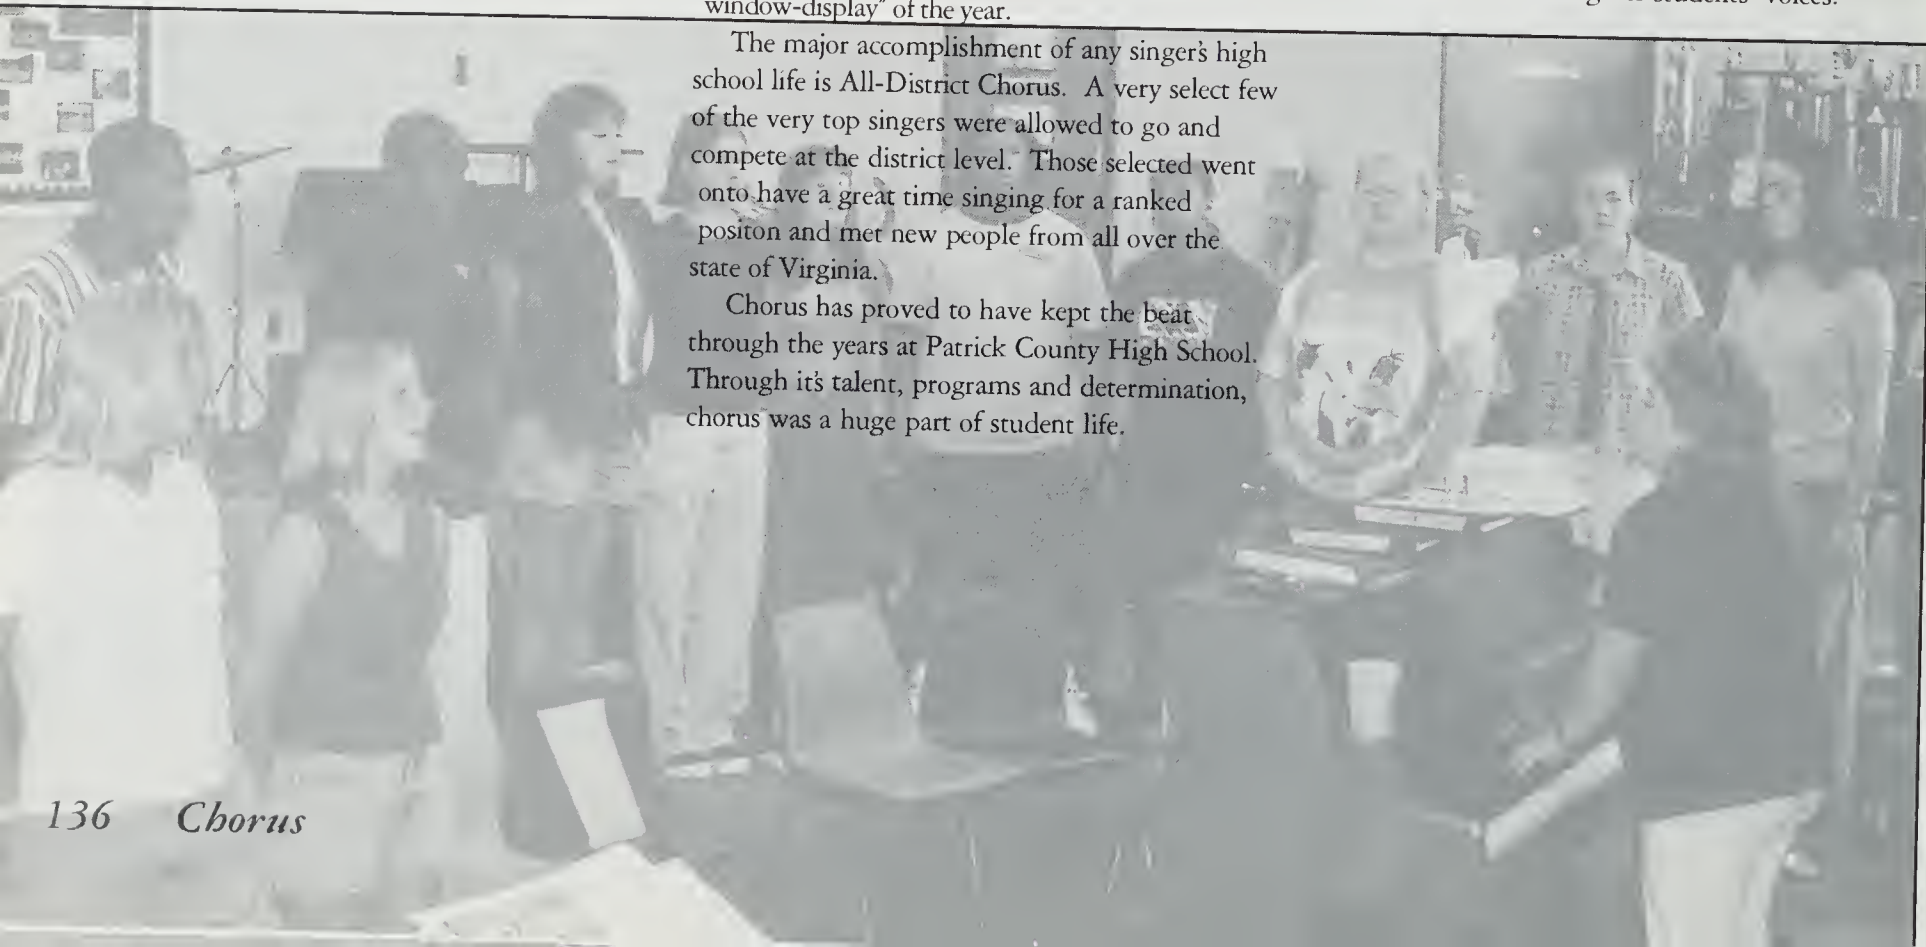 window-display" of the year.
students' voices.
The major accomplishment of any singer's high
school life is All-District Chorus. A very select few
of the very top singers were allowed to go and
compete at the district level. Those selected went
onto have a great time singing for a ranked
positon and met new people from all over the
state of Virginia.
Chorus has proved to have kept the beat
through the years at Patrick County High School.
Through it's talent, programs and determination,
chorus was a huge part of student life.
136 Chorus